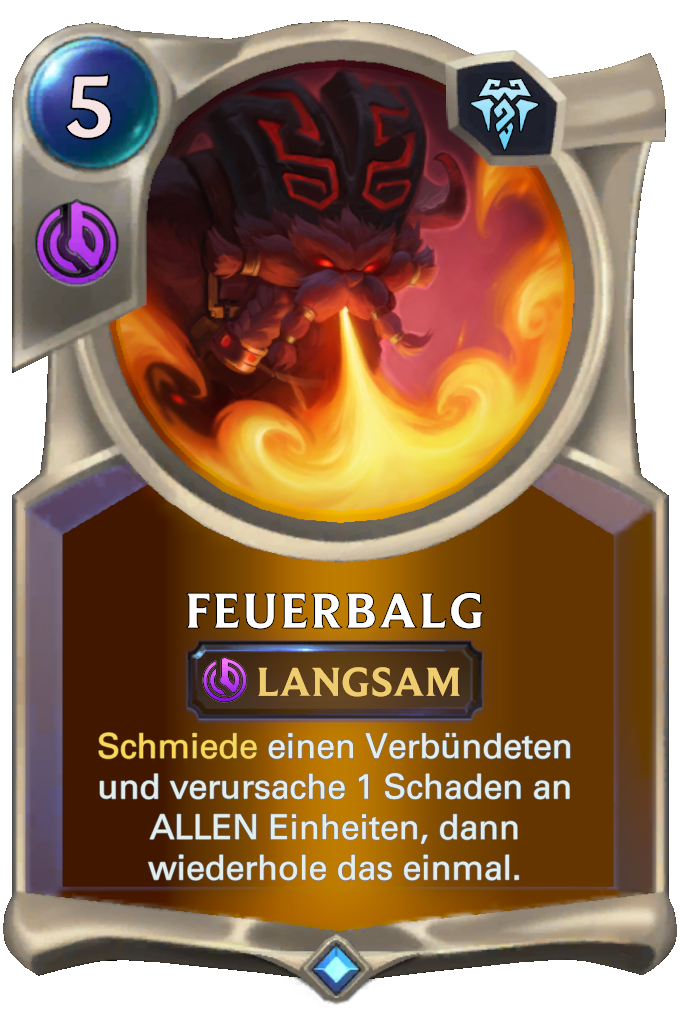 5
FEUERBALG
LANGSAM
Schmiede einen Verbündeten
und verursache 1 Schaden an
ALLEN Einheiten, dann
wiederhole das einmal.